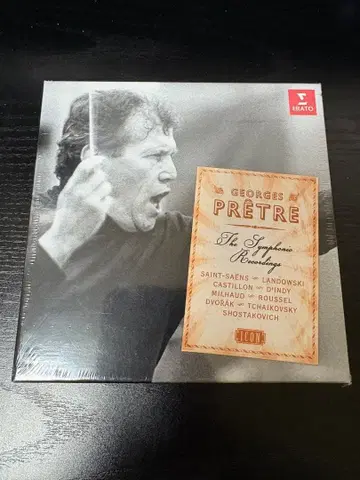 ERATO
GEORGES
PRÊTRE
The Symphonic
Recordings
SAINT-SAËNS LANDOWSKI
CASTILLON D'INDY
MILHAUD ROUSSEL
DVOŘÁK TCHAIKOVSKY
SHOSTAKOVICH
ICON